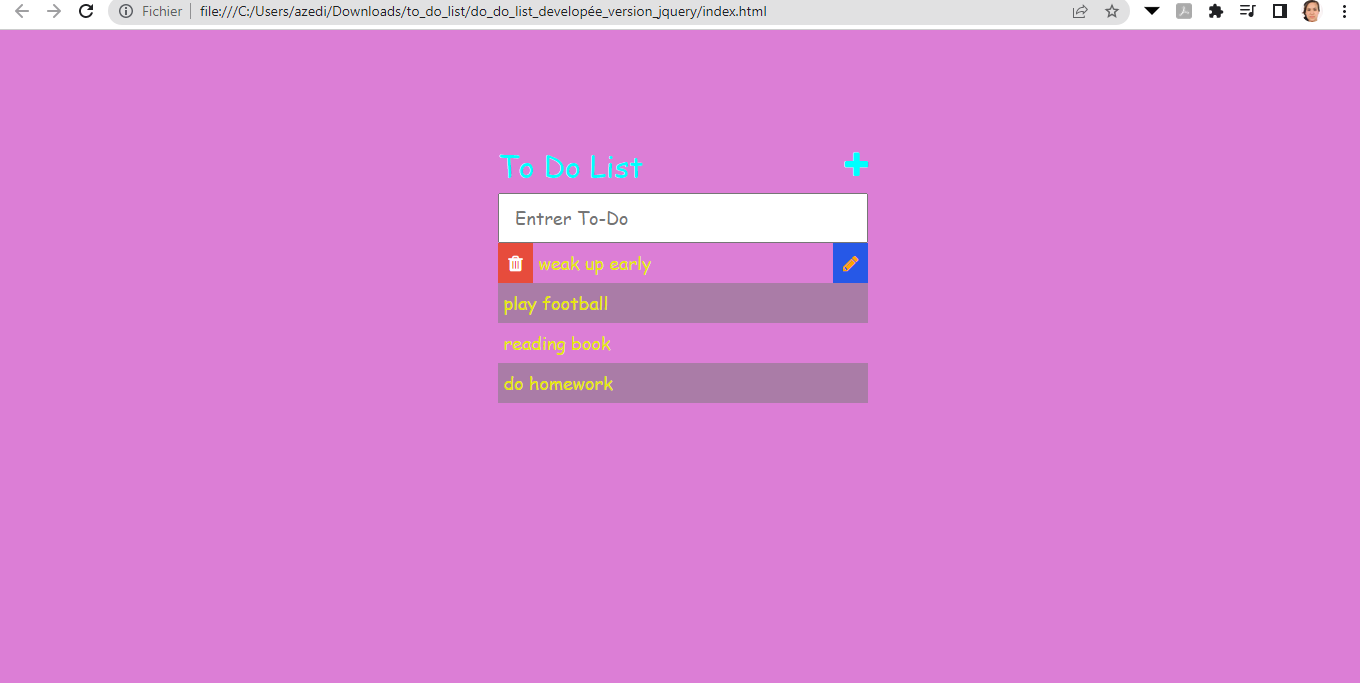 Fichier file:///C:/Users/azedi/Downloads/to_do_list/do_do_list_developée_version_jquery/index.html
To Do List
Entrer To-Do
weak up early
play football
reading book
do homework